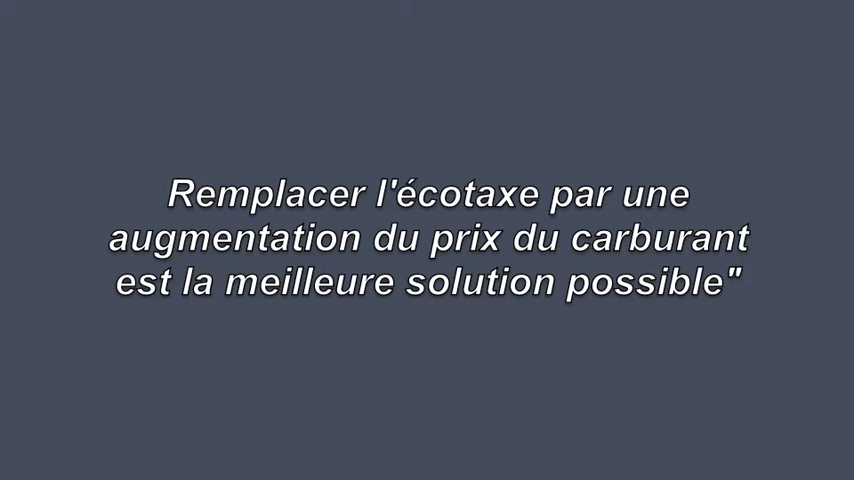 Remplacer l'écotaxe par une
augmentation du prix du carburant
est la meilleure solution possible"